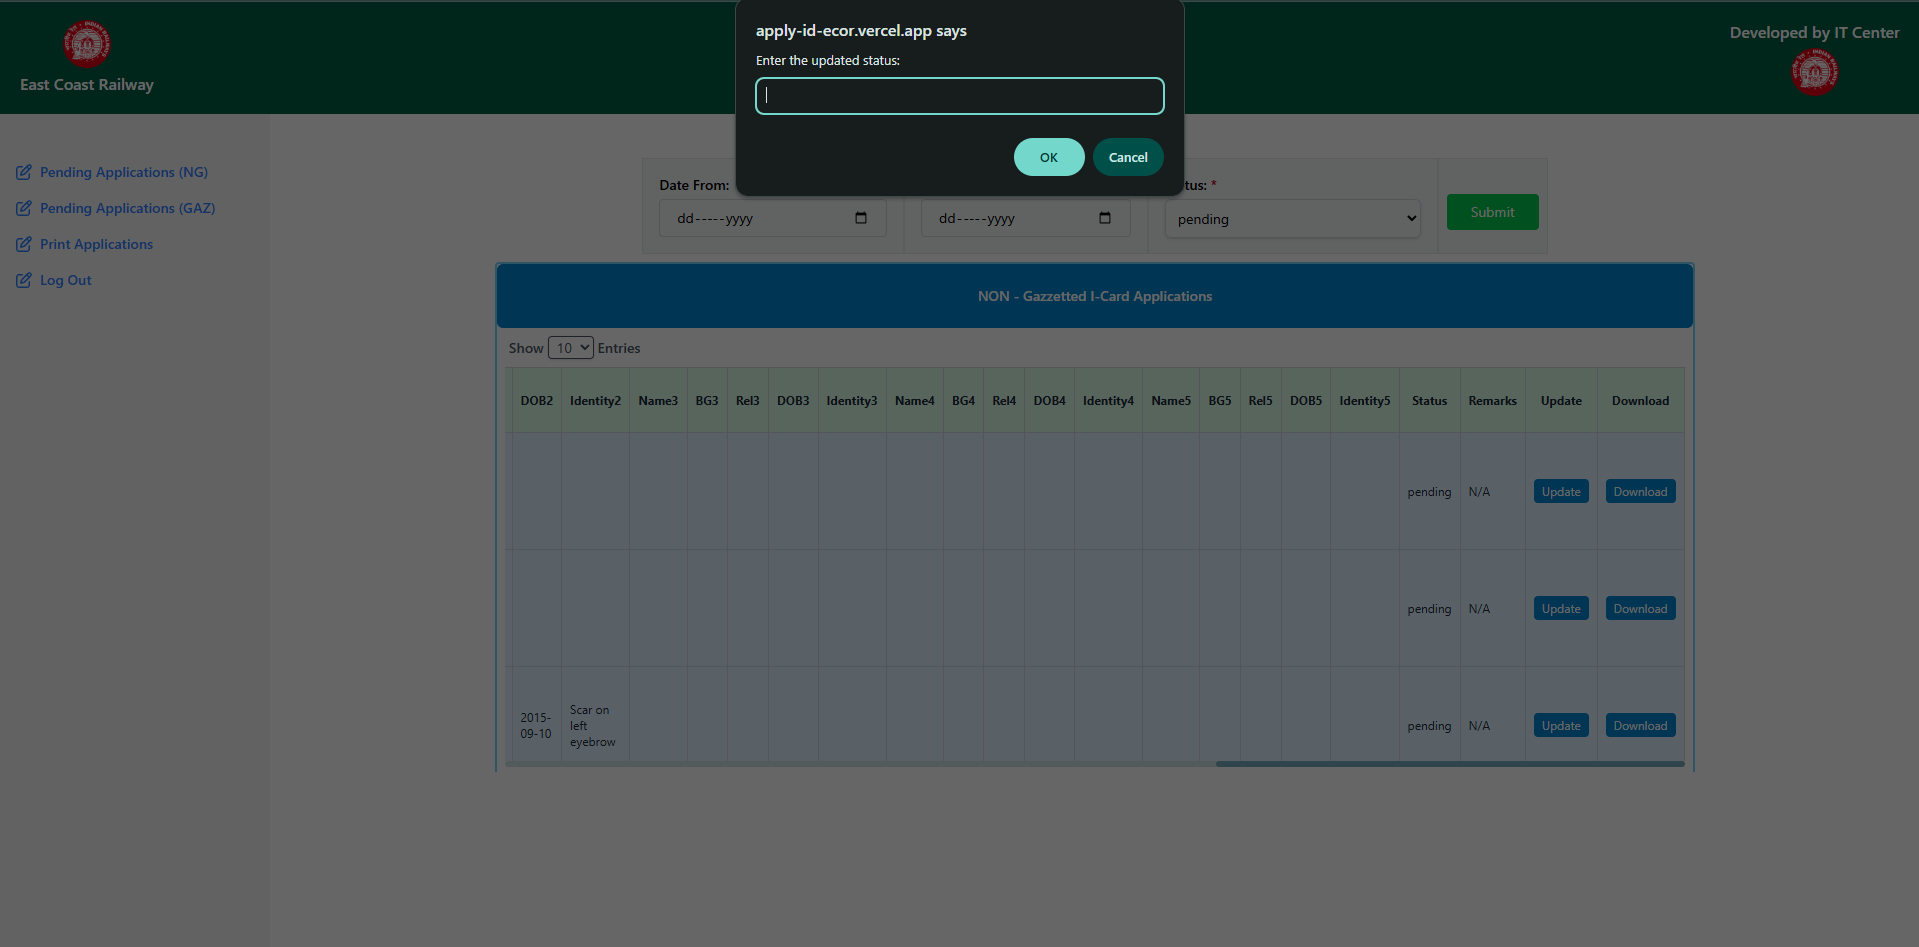 apply-id-ecor.vercel.app says
Enter the updated status:
OK
Cancel
East Coast Railway
Developed by IT Center
Pending Applications (NG)
Pending Applications (GAZ)
Print Applications
Log Out
Date From:
tus: *
dd-----yyyy
dd-----yyyy
pending
Submit
NON - Gazzetted I-Card Applications
Show 10 Entries
DOB2 Identity2 Name3 BG3 Rel3 DOB3 Identity3 Name4 BG4 Rel4 DOB4 Identity4 Name5 BG5 Rel5 DOB5 Identity5 Status Remarks Update Download
pending N/A Update Download
pending N/A Update Download
2015-
09-10
Scar on
left
eyebrow
pending N/A Update Download